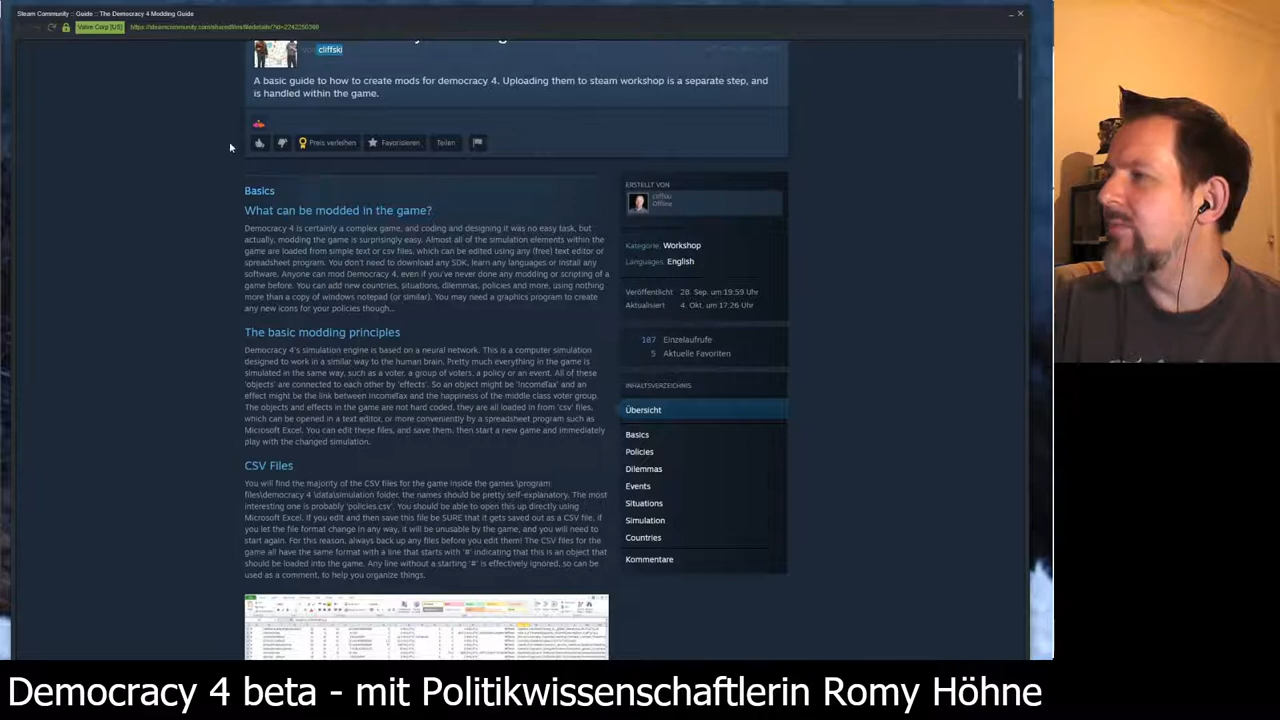 Steam Community :: Guide :: The Democracy 4 Modding Guide
Valve Corp [US]
https://steamcommunity.com/sharedfiles/filedetails/?id=2242250360
von cliffski
A basic guide to how to create mods for democracy 4. Uploading them to steam workshop is a separate step, and
is handled within the game.
Preis verleihen
Favorisieren
Teilen
Basics
What can be modded in the game?
Democracy 4 is certainly a complex game, and coding and designing it was no easy task, but
actually, modding the game is surprisingly easy. Almost all of the simulation elements within the
game are loaded from simple text or csv files, which can be edited using any (free) text editor or
spreadsheet program. You don't need to download any SDK, learn any languages or install any
software. Anyone can mod Democracy 4, even if you've never done any modding or scripting of a
game before. You can add new countries, situations, dilemmas, policies and more, using nothing
more than a copy of windows notepad (or similar). You may need a graphics program to create
any new icons for your policies though...
The basic modding principles
Democracy 4's simulation engine is based on a neural network. This is a computer simulation
designed to work in a similar way to the human brain. Pretty much everything in the game is
simulated in the same way, such as a voter, a group of voters, a policy or an event. All of these
'objects' are connected to each other by 'effects'. So an object might be 'IncomeTax' and an
effect might be the link between IncomeTax and the happiness of the middle class voter group.
The objects and effects in the game are not hard coded, they are all loaded in from 'csv' files,
which can be opened in a text editor, or more conveniently by a spreadsheet program such as
Microsoft Excel. You can edit these files, and save them, then start a new game and immediately
play with the changed simulation.
CSV Files
You will find the majority of the CSV files for the game inside the games \program
files\democracy 4 \data\simulation folder, the names should be pretty self-explanatory. The most
interesting one is probably 'policies.csv'. You should be able to open this up directly using
Microsoft Excel. If you edit and then save this file be SURE that it gets saved out as a CSV file, if
you let the file format change in any way, it will be unusable by the game, and you will need to
start again. For this reason, always back up any files before you edit them! The CSV files for the
game all have the same format with a line that starts with '#' indicating that this is an object that
should be loaded into the game. Any line without a starting '#' is effectively ignored, so can be
used as a comment, to help you organize things.
ERSTELLT VON
cliffski
Offline
Kategorie: Workshop
Languages: English
Veröffentlicht 28. Sep. um 19:59 Uhr
Aktualisiert 4. Okt. um 17:26 Uhr
187 Einzelaufrufe
5 Aktuelle Favoriten
INHALTSVERZEICHNIS
Übersicht
Basics
Policies
Dilemmas
Events
Situations
Simulation
Countries
Kommentare
Democracy 4 beta - mit Politikwissenschaftlerin Romy Höhne